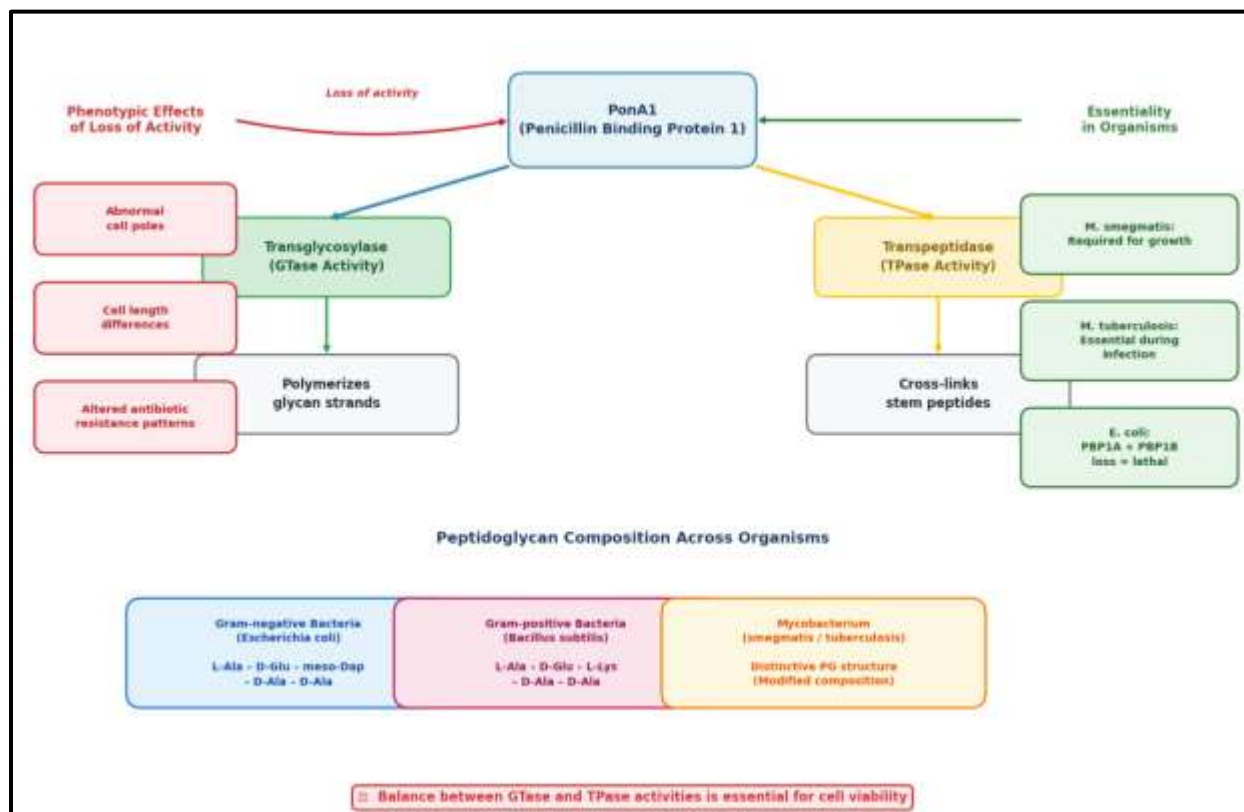 Loss of activity
Phenotypic Effects
of Loss of Activity
PonA1
(Penicillin Binding Protein 1)
Essentiality
in Organisms
Abnormal
cell poles
Cell length
differences
Altered antibiotic
resistance patterns
Transglycosylase
(GTase Activity)
Polymerizes
glycan strands
Transpeptidase
(TPase Activity)
Cross-links
stem peptides
M. smegmatis:
Required for growth
M. tuberculosis:
Essential during
infection
E. coli:
PBP1A + PBP1B
loss = lethal
Peptidoglycan Composition Across Organisms
Gram-negative Bacteria
(Escherichia coli)
L-Ala - D-Glu - meso-Dap
- D-Ala - D-Ala
Gram-positive Bacteria
(Bacillus subtilis)
L-Ala - D-Glu - L-Lys
- D-Ala - D-Ala
Mycobacterium
(smegmatis / tuberculosis)
Distinctive PG structure
(Modified composition)
Balance between GTase and TPase activities is essential for cell viability